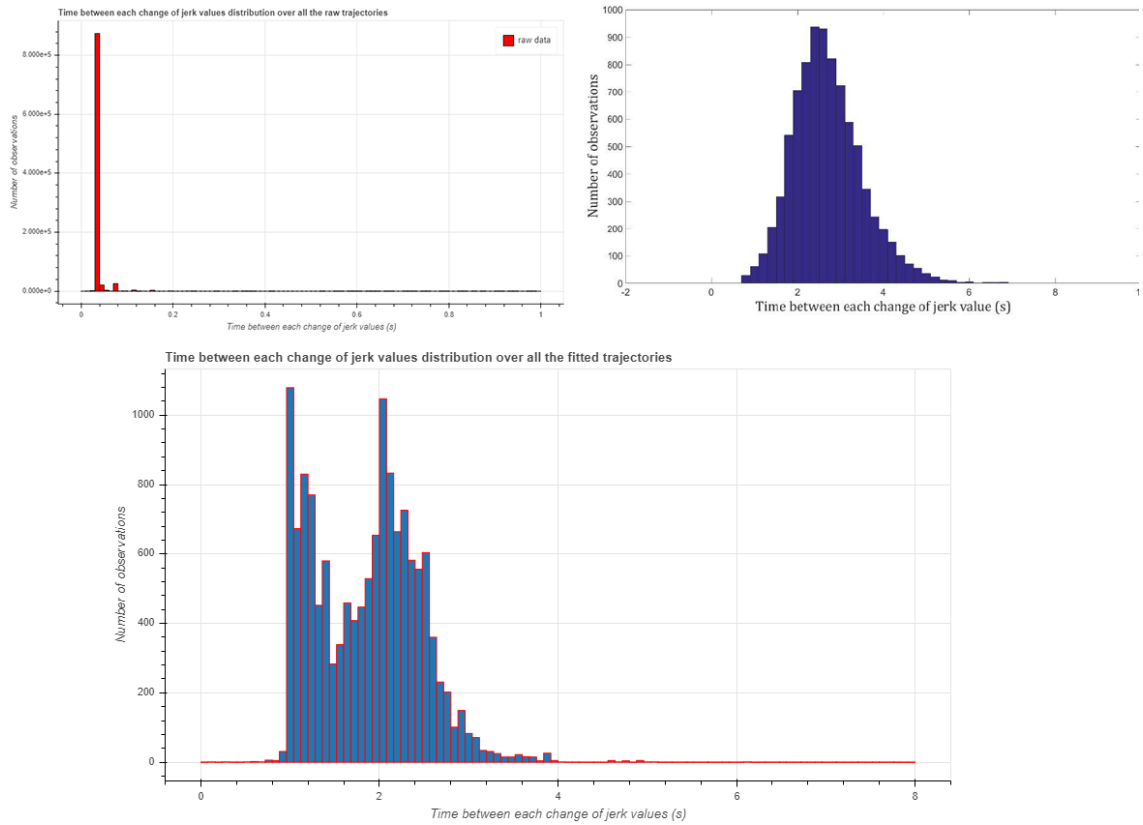 Time between each change of jerk values distribution over all the raw trajectories
raw data
8.000e+5
6.000e+5
4.000e+5
2.000e+5
0.000e+0
Number of observations
0 0.2 0.4 0.6 0.8 1
Time between each change of jerk values (s)
1000
900
800
700
600
500
400
300
200
100
0
Number of observations
-2 0 2 4 6 8 10
Time between each change of jerk value (s)
Time between each change of jerk values distribution over all the fitted trajectories
1000
800
600
400
200
0
Number of observations
0 2 4 6 8
Time between each change of jerk values (s)